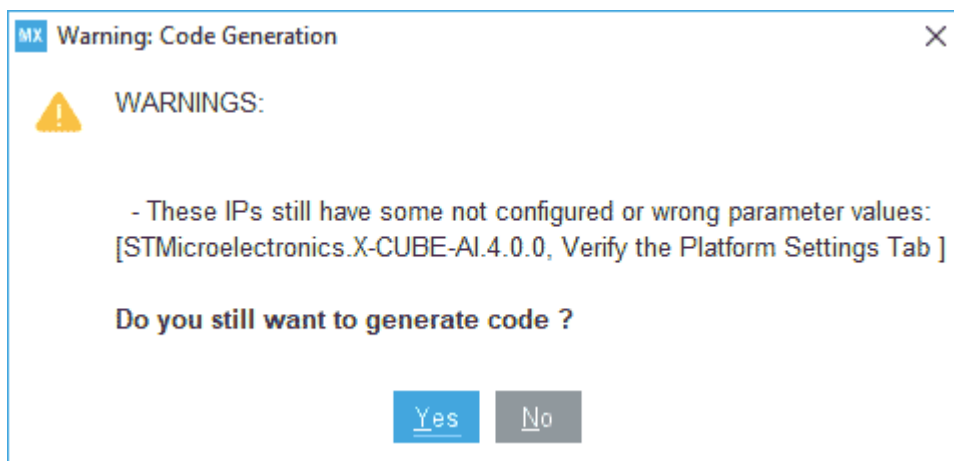 MX Warning: Code Generation
WARNINGS:
- These IPs still have some not configured or wrong parameter values:
[STMicroelectronics.X-CUBE-AI.4.0.0, Verify the Platform Settings Tab ]
Do you still want to generate code ?
Yes No